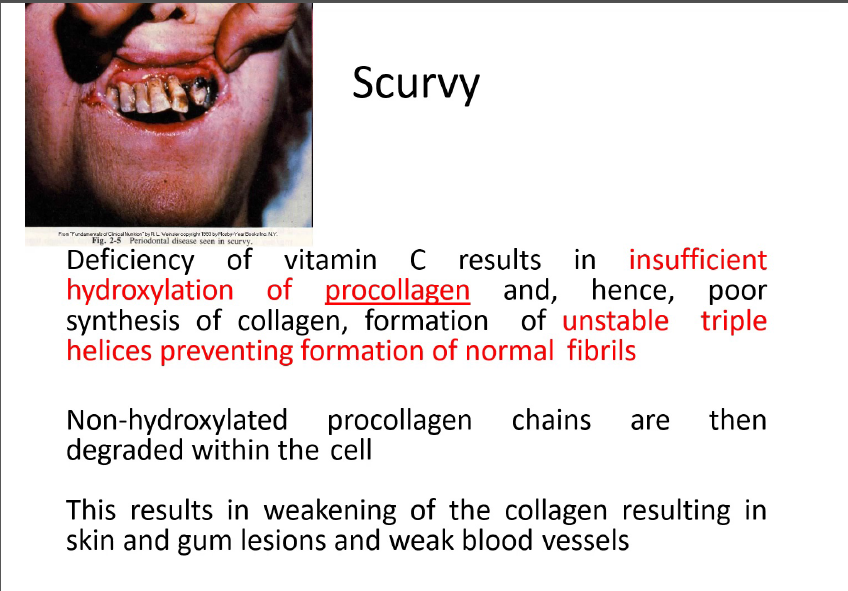 Scurvy
From "Fundamentals of Clinical Nutrition" by R. L. Weinsier copyright 1993 by Mosby-Year Books Inc. N.Y.
Fig. 2-5 Periodontal disease seen in scurvy.
Deficiency of vitamin C results in insufficient
hydroxylation of procollagen and, hence, poor
synthesis of collagen, formation of unstable triple
helices preventing formation of normal fibrils
Non-hydroxylated procollagen chains are then
degraded within the cell
This results in weakening of the collagen resulting in
skin and gum lesions and weak blood vessels